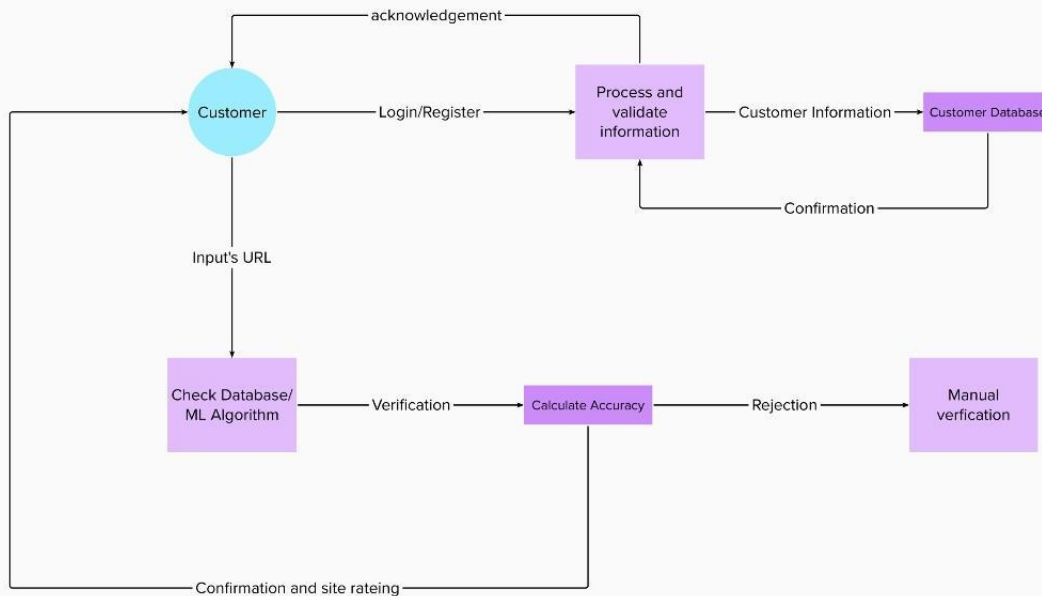 acknowledgement
Customer
Login/Register
Process and
validate
information
Customer Information
Customer Database
Confirmation
Input's URL
Check Database/
ML Algorithm
Verification
Calculate Accuracy
Rejection
Manual
verfication
Confirmation and site rateing